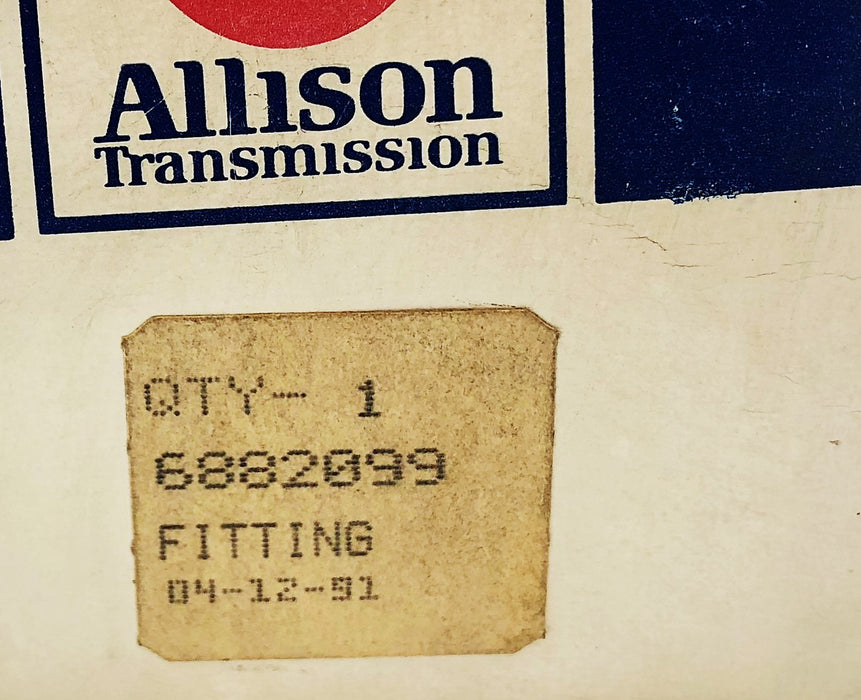 Allison
Transmission
QTY- 1
6882099
FITTING
04-12-91